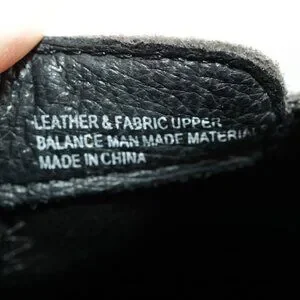 LEATHER & FABRIC UPPER
BALANCE MAN MADE MATERIAL
MADE IN CHINA